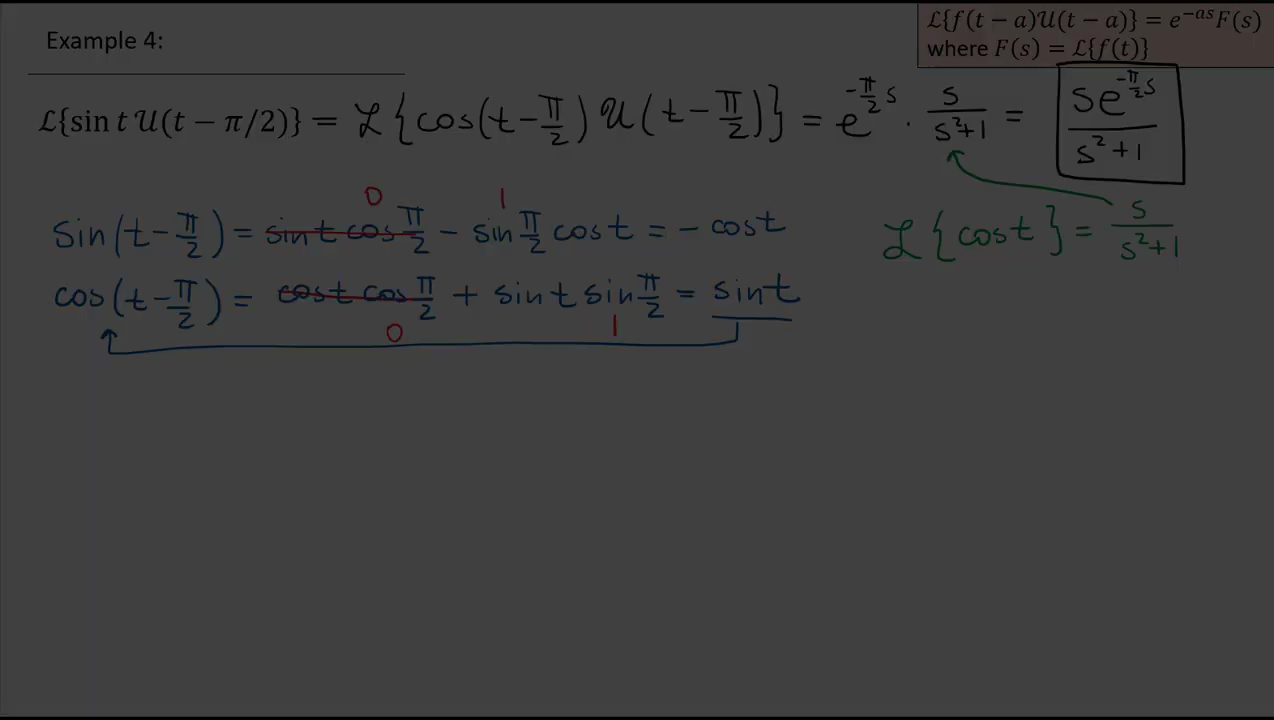 Example 4:
ℒ{f(t − a)𝒰(t − a)} = e^{−as}F(s)
where F(s) = ℒ{f(t)}
ℒ{sin t 𝒰(t − π/2)} = ℒ{cos(t − π/2) 𝒰(t − π/2)} = e^{−π/2 s} · s/(s²+1) = se^{−π/2 s}/(s²+1)
0 1
sin(t − π/2) = sin t cos π/2 − sin π/2 cos t = − cos t
ℒ{cos t} = s/(s²+1)
cos(t − π/2) = cos t cos π/2 + sin t sin π/2 = sin t
0 1